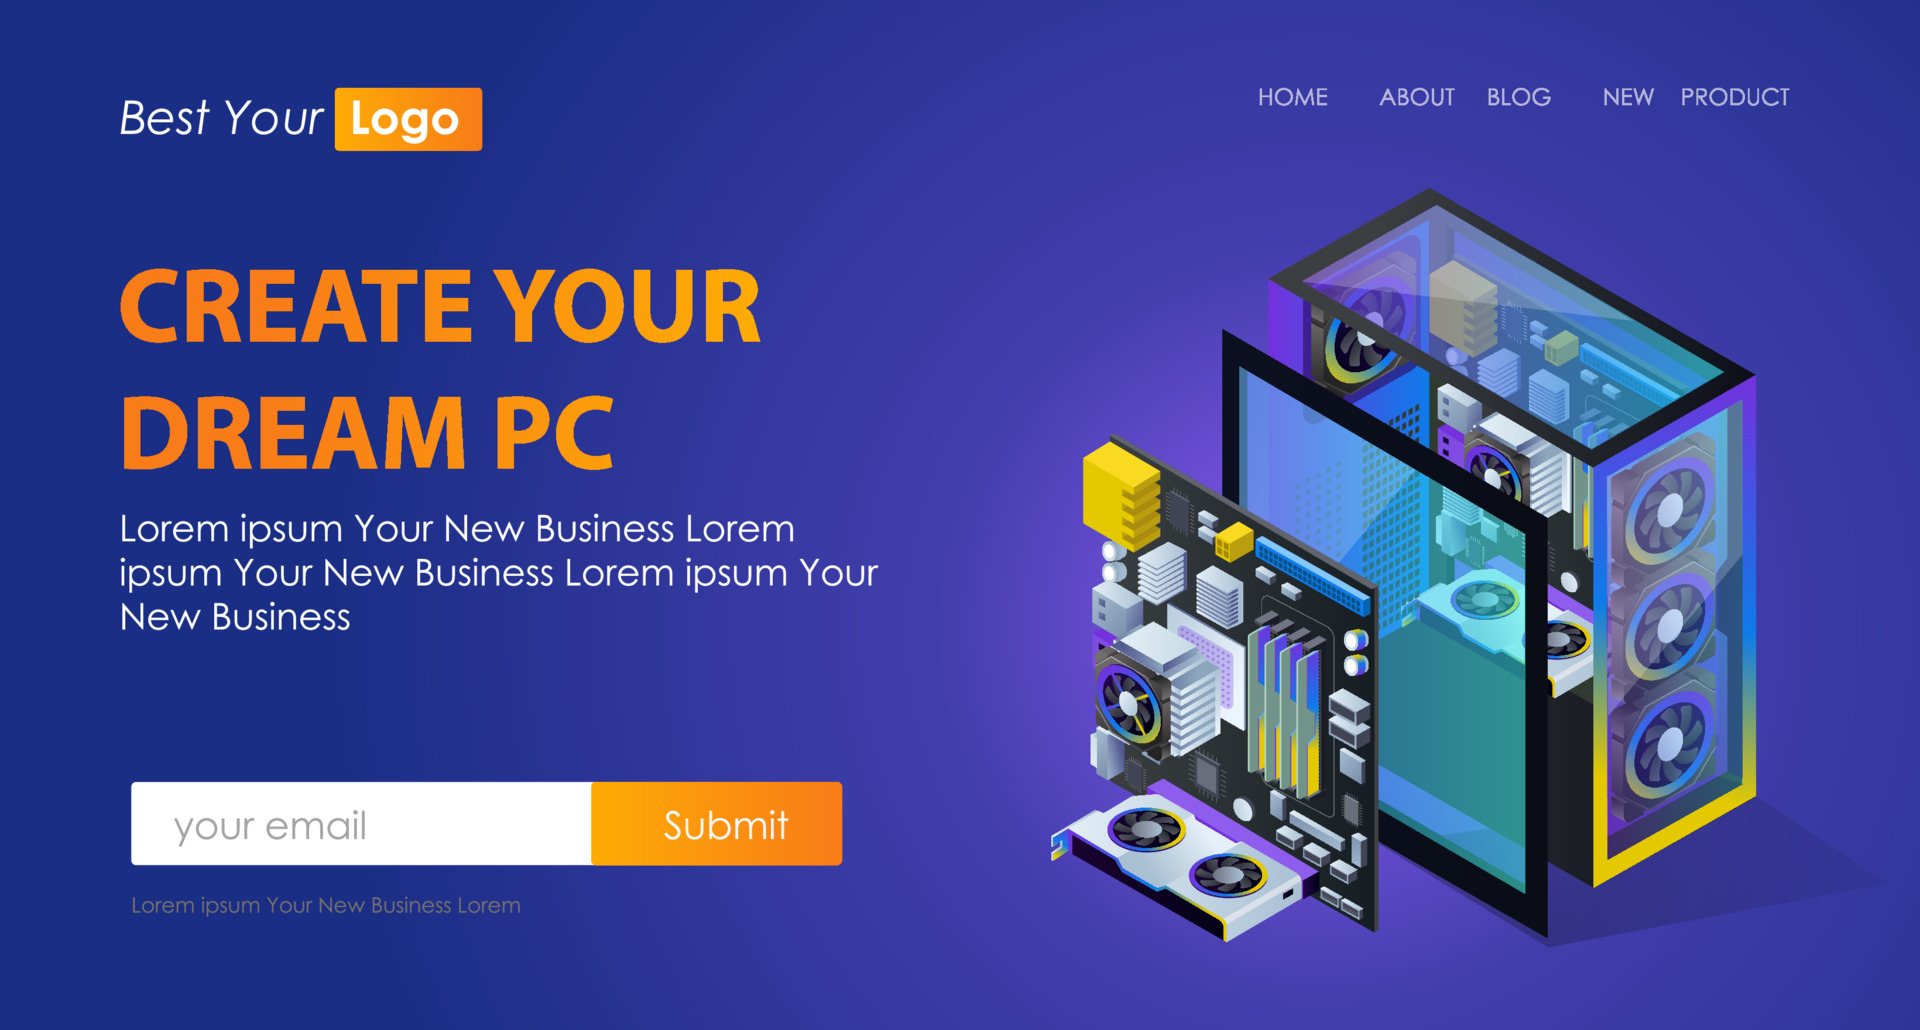 Best Your Logo
HOME ABOUT BLOG NEW PRODUCT
CREATE YOUR
DREAM PC
Lorem ipsum Your New Business Lorem
ipsum Your New Business Lorem ipsum Your
New Business
your email
Submit
Lorem ipsum Your New Business Lorem